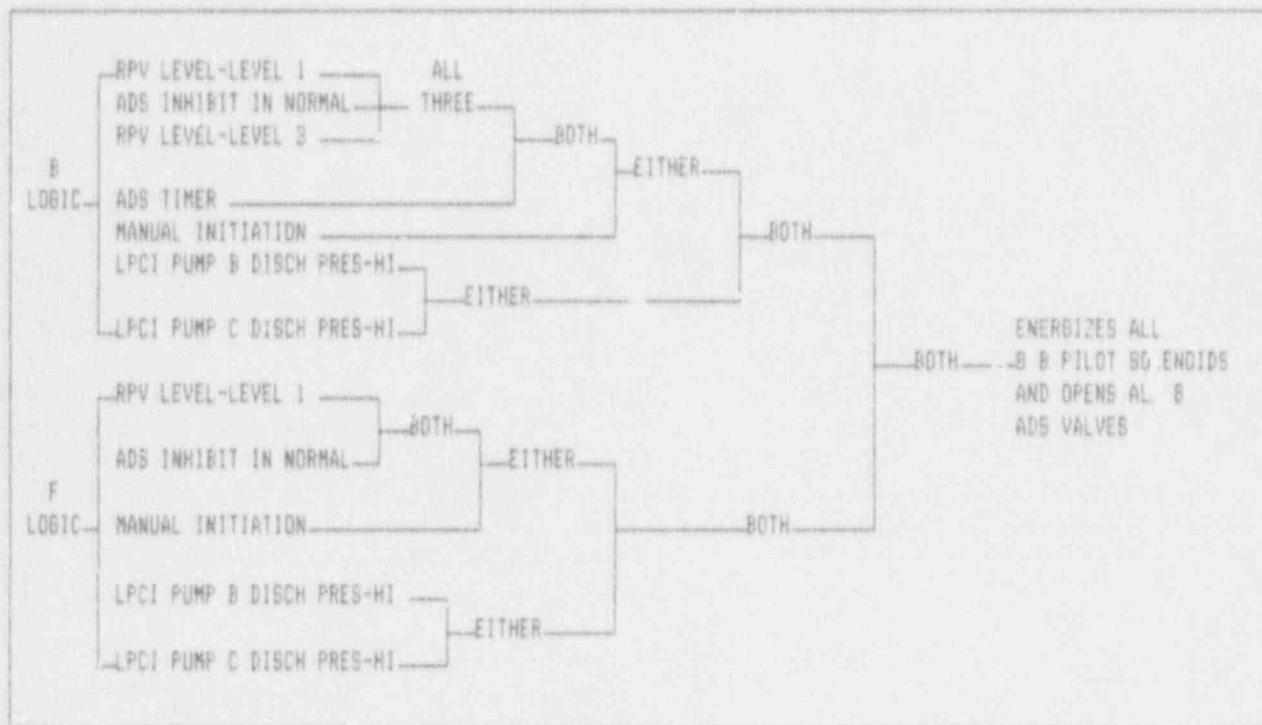 RPV LEVEL-LEVEL 1
ALL
ADS INHIBIT IN NORMAL
THREE
RPV LEVEL-LEVEL 3
BOTH
B
LOGIC
EITHER
ADS TIMER
MANUAL INITIATION
BOTH
LPCI PUMP B DISCH PRES-HI
EITHER
LPCI PUMP C DISCH PRES-HI
ENERGIZES ALL
BOTH
8 B PILOT
AND OPENS
8
ADS VALVES
RPV LEVEL-LEVEL 1
BOTH
ADS INHIBIT IN NORMAL
EITHER
F
LOGIC
MANUAL INITIATION
BOTH
LPCI PUMP B DISCH PRES-HI
EITHER
LPCI PUMP C DISCH PRES-HI